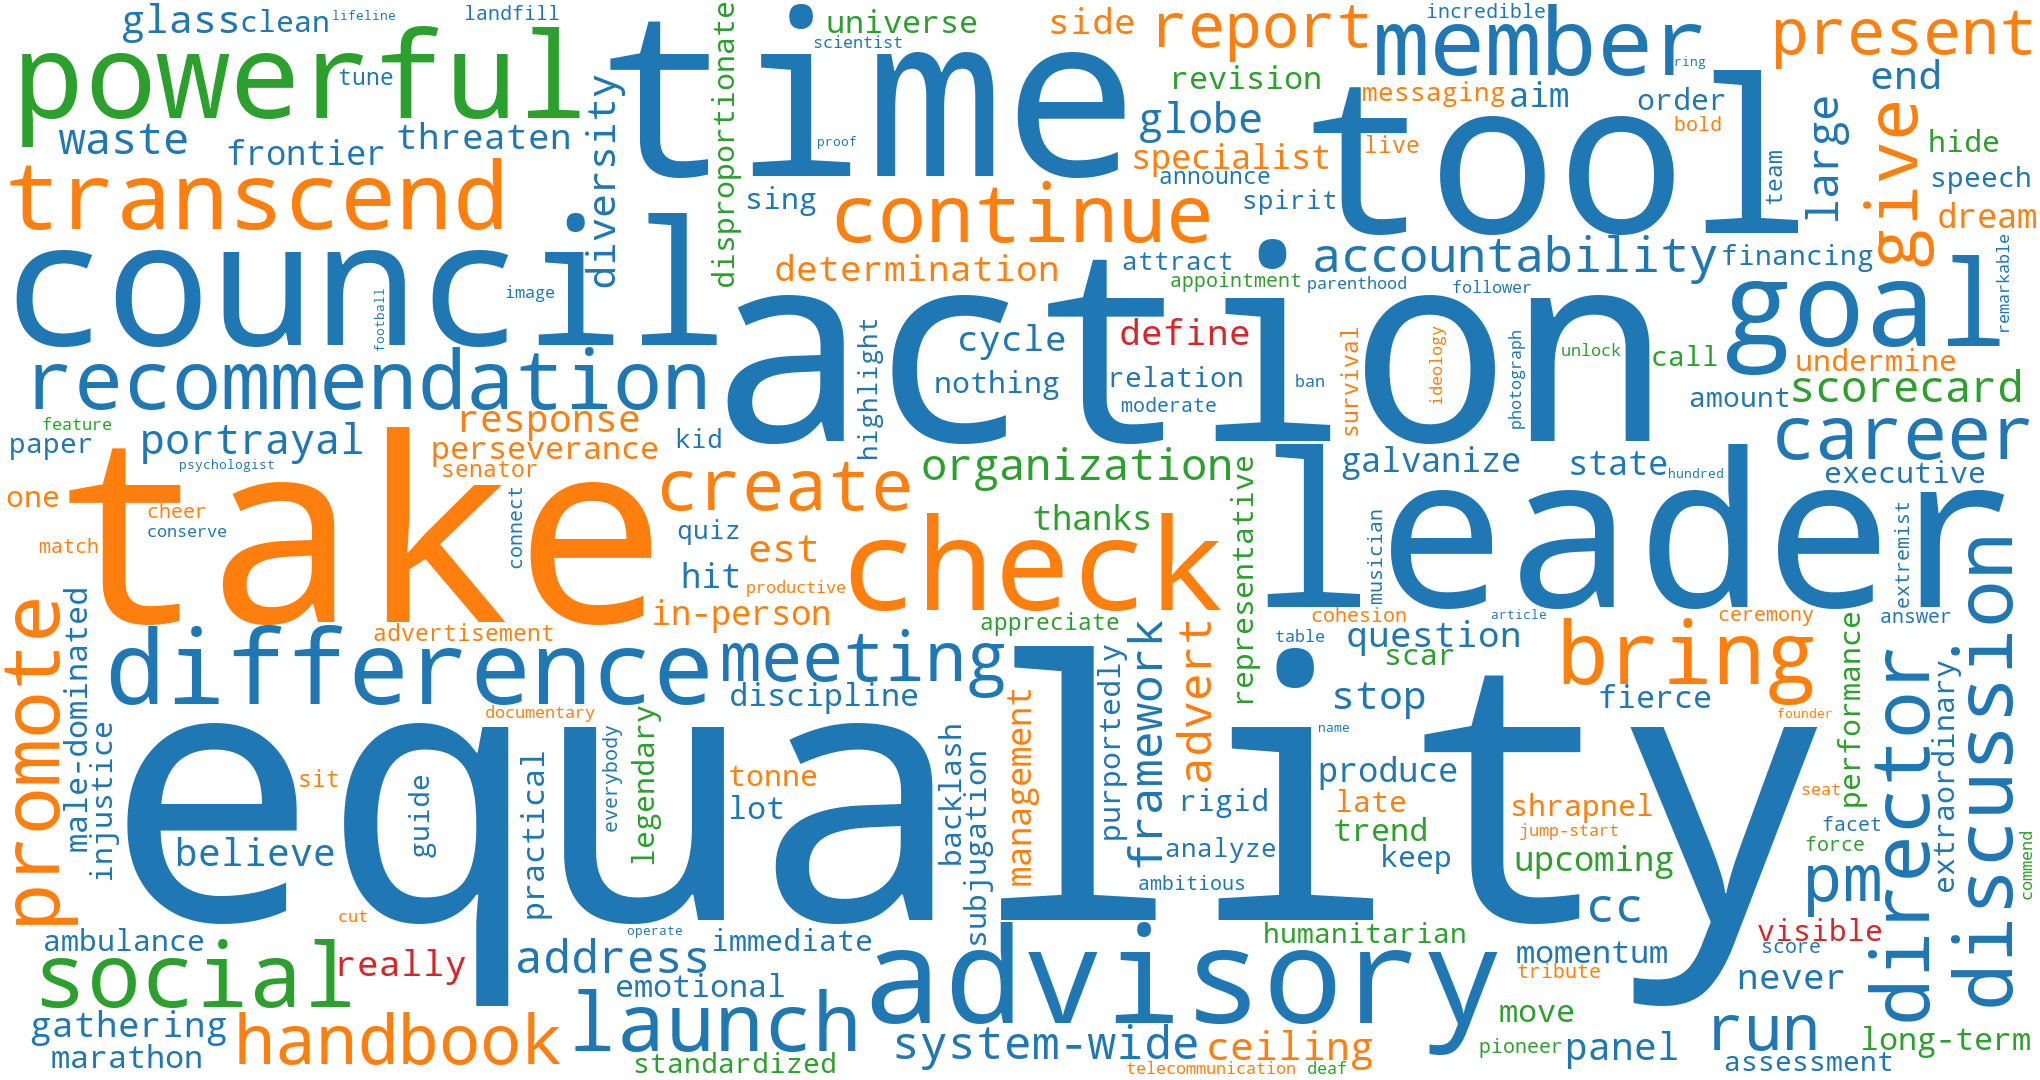 glass
clean
lifeline
landfill
powerful
tune
waste
frontier
threaten
transcend
diversity
disproportionate
time
universe
scientist
proof
sing
side
report
revision
globe
specialist
announce
spirit
member
incredible
ring
messaging
aim
live
order
bold
tool
team
large
present
end
give
hide
speech
dream
council
image
football
continue
determination
attract
appointment
accountability
parenthood
follower
financing
goal
remarkable
recommendation
action
highlight
cycle
nothing
define
relation
moderate
ban
survival
ideology
photograph
unlock
call
amount
undermine
scorecard
career
feature
paper
portrayal
psychologist
response
perseverance
senator
kid
create
organization
galvanize
state
hundred
executive
one
cheer
conserve
match
take
connect
quiz
hit
est
productive
in-person
check
thanks
representative
leader
musician
extremist
discussion
promote
male-dominated
injustice
advertisement
difference
documentary
meeting
discipline
appreciate
management
purportedly
framework
advert
cohesion
table
question
article
scar
stop
name
bring
fierce
ceremony
founder
answer
performance
director
extraordinary
equality
sit
guide
believe
practical
everybody
legendary
tonne
lot
backlash
subjugation
rigid
analyze
ambitious
produce
late
trend
keep
shrapnel
jump-start
upcoming
seat
facet
force
pm
commend
cc
visible
score
never
cut
ambulance
social
really
gathering
marathon
handbook
operate
address
immediate
emotional
launch
standardized
advisory
system-wide
humanitarian
ceiling
telecommunication
deaf
momentum
tribute
move
pioneer
panel
run
assessment
long-term